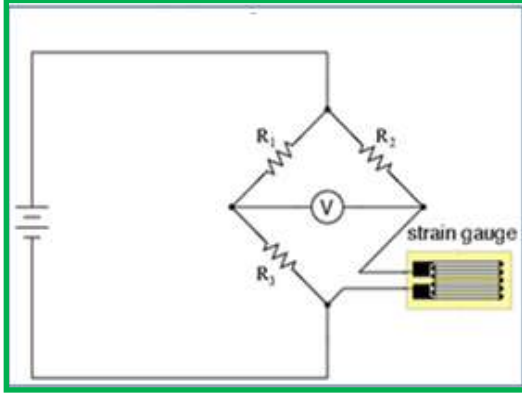 R₁
R₂
V
strain gauge
R₃